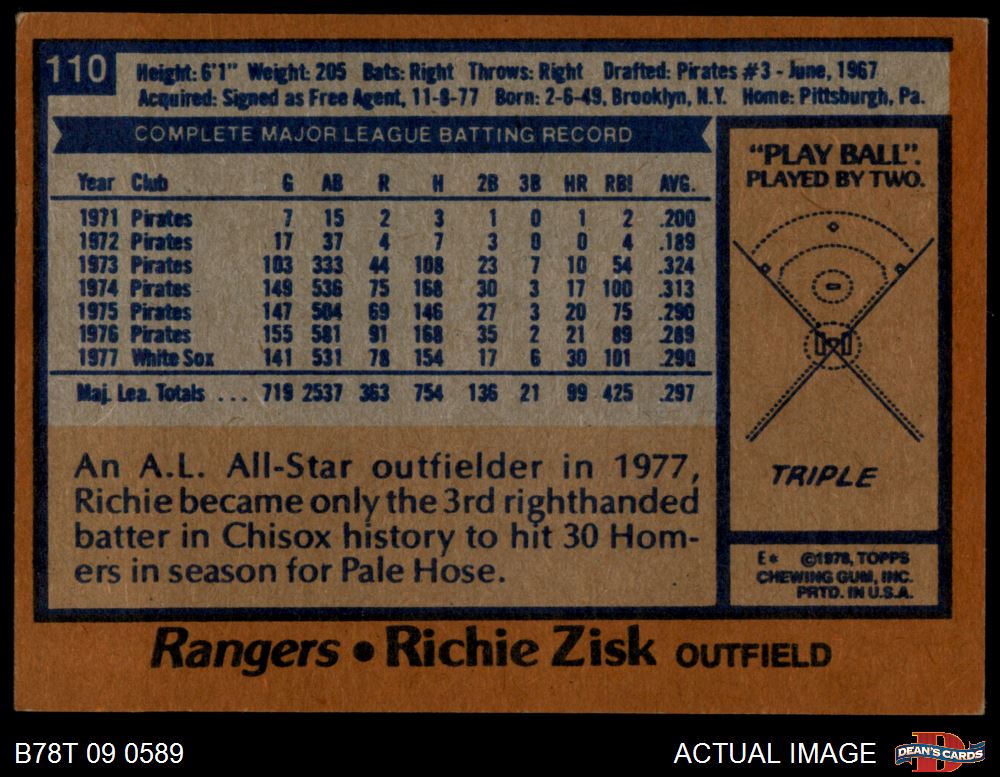 110
Height: 6'1" Weight: 205 Bats: Right Throws: Right Drafted: Pirates #3 - June, 1967
Acquired: Signed as Free Agent, 11-8-77 Born: 2-6-49, Brooklyn, N.Y. Home: Pittsburgh, Pa.
COMPLETE MAJOR LEAGUE BATTING RECORD
Year Club G AB R H 2B 3B HR RBI AVG.
1971 Pirates 7 15 2 3 1 0 1 2 .200
1972 Pirates 17 37 4 7 3 0 0 4 .189
1973 Pirates 103 333 44 108 23 7 10 54 .324
1974 Pirates 149 536 75 168 30 3 17 100 .313
1975 Pirates 147 504 69 146 27 3 20 75 .290
1976 Pirates 155 581 91 168 35 2 21 89 .289
1977 White Sox 141 531 78 154 17 6 30 101 .290
Maj. Lea. Totals . . . 719 2537 363 754 136 21 99 425 .297
An A.L. All-Star outfielder in 1977,
Richie became only the 3rd righthanded
batter in Chisox history to hit 30 Hom-
ers in season for Pale Hose.
"PLAY BALL".
PLAYED BY TWO.
TRIPLE
E* ©1978, TOPPS
CHEWING GUM, INC.
PRTD. IN U.S.A.
Rangers • Richie Zisk OUTFIELD
B78T 09 0589
ACTUAL IMAGE
D
DEAN'S CARDS